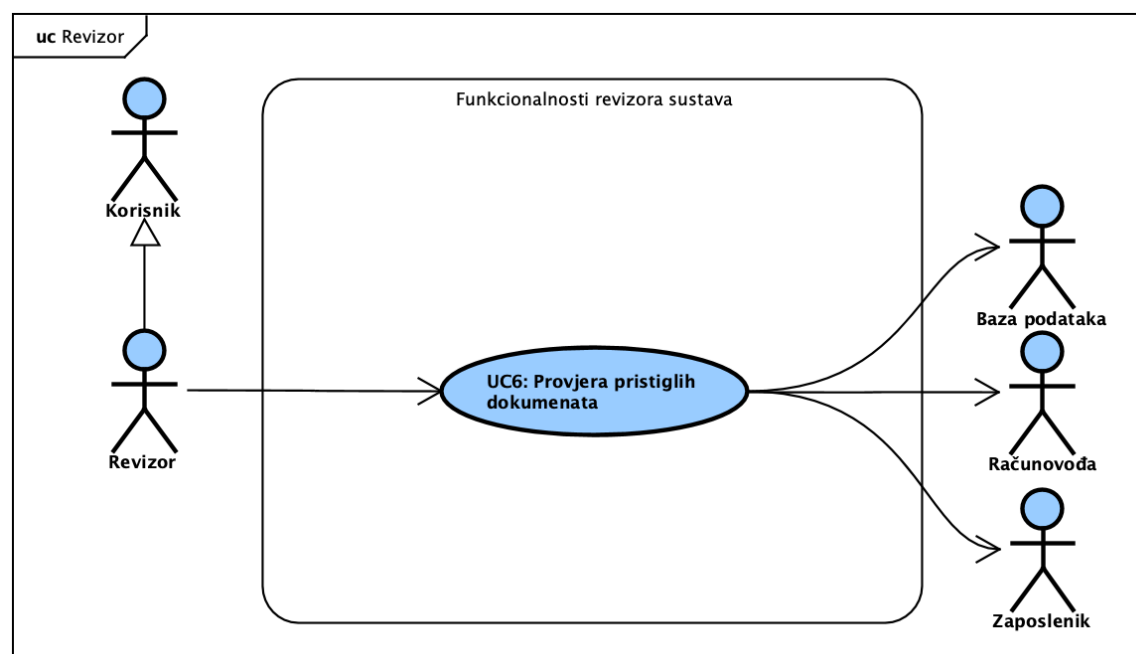 uc Revizor
Funkcionalnosti revizora sustava
Korisnik
Baza podataka
UC6: Provjera pristiglih
dokumenata
Revizor
Računovođa
Zaposlenik